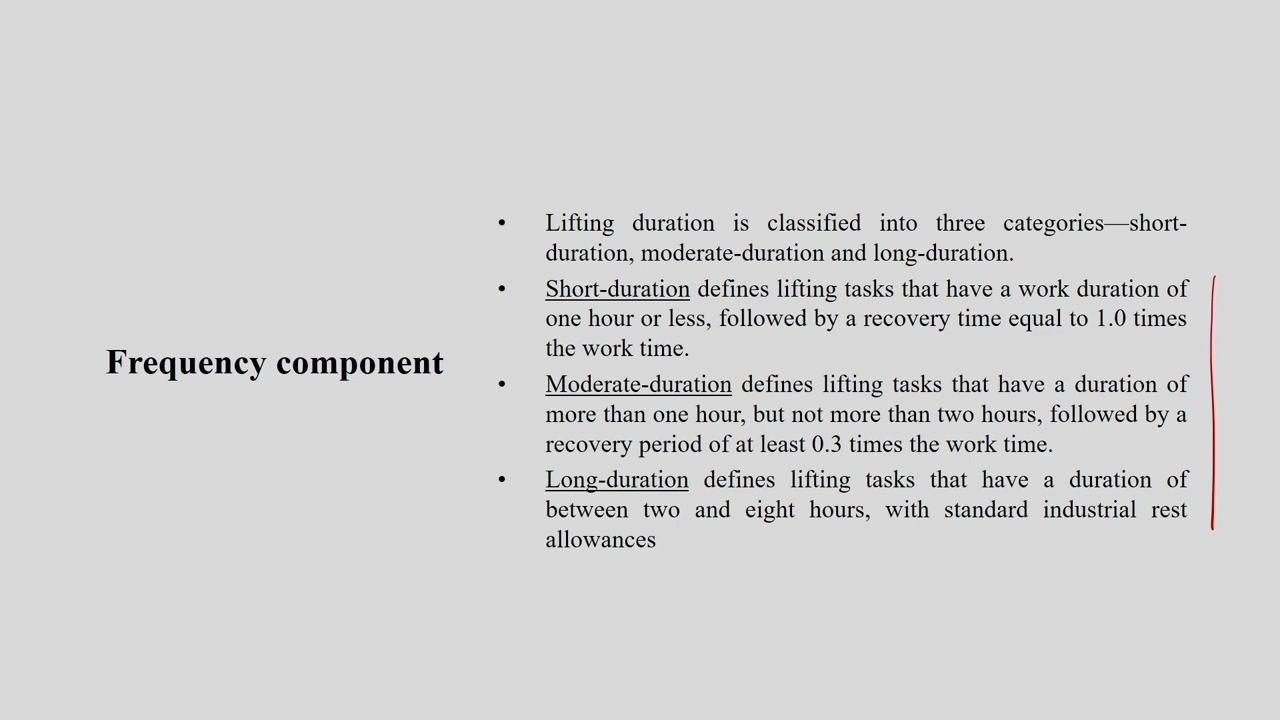 Frequency component
• Lifting duration is classified into three categories—short-
duration, moderate-duration and long-duration.
• Short-duration defines lifting tasks that have a work duration of
one hour or less, followed by a recovery time equal to 1.0 times
the work time.
• Moderate-duration defines lifting tasks that have a duration of
more than one hour, but not more than two hours, followed by a
recovery period of at least 0.3 times the work time.
• Long-duration defines lifting tasks that have a duration of
between two and eight hours, with standard industrial rest
allowances